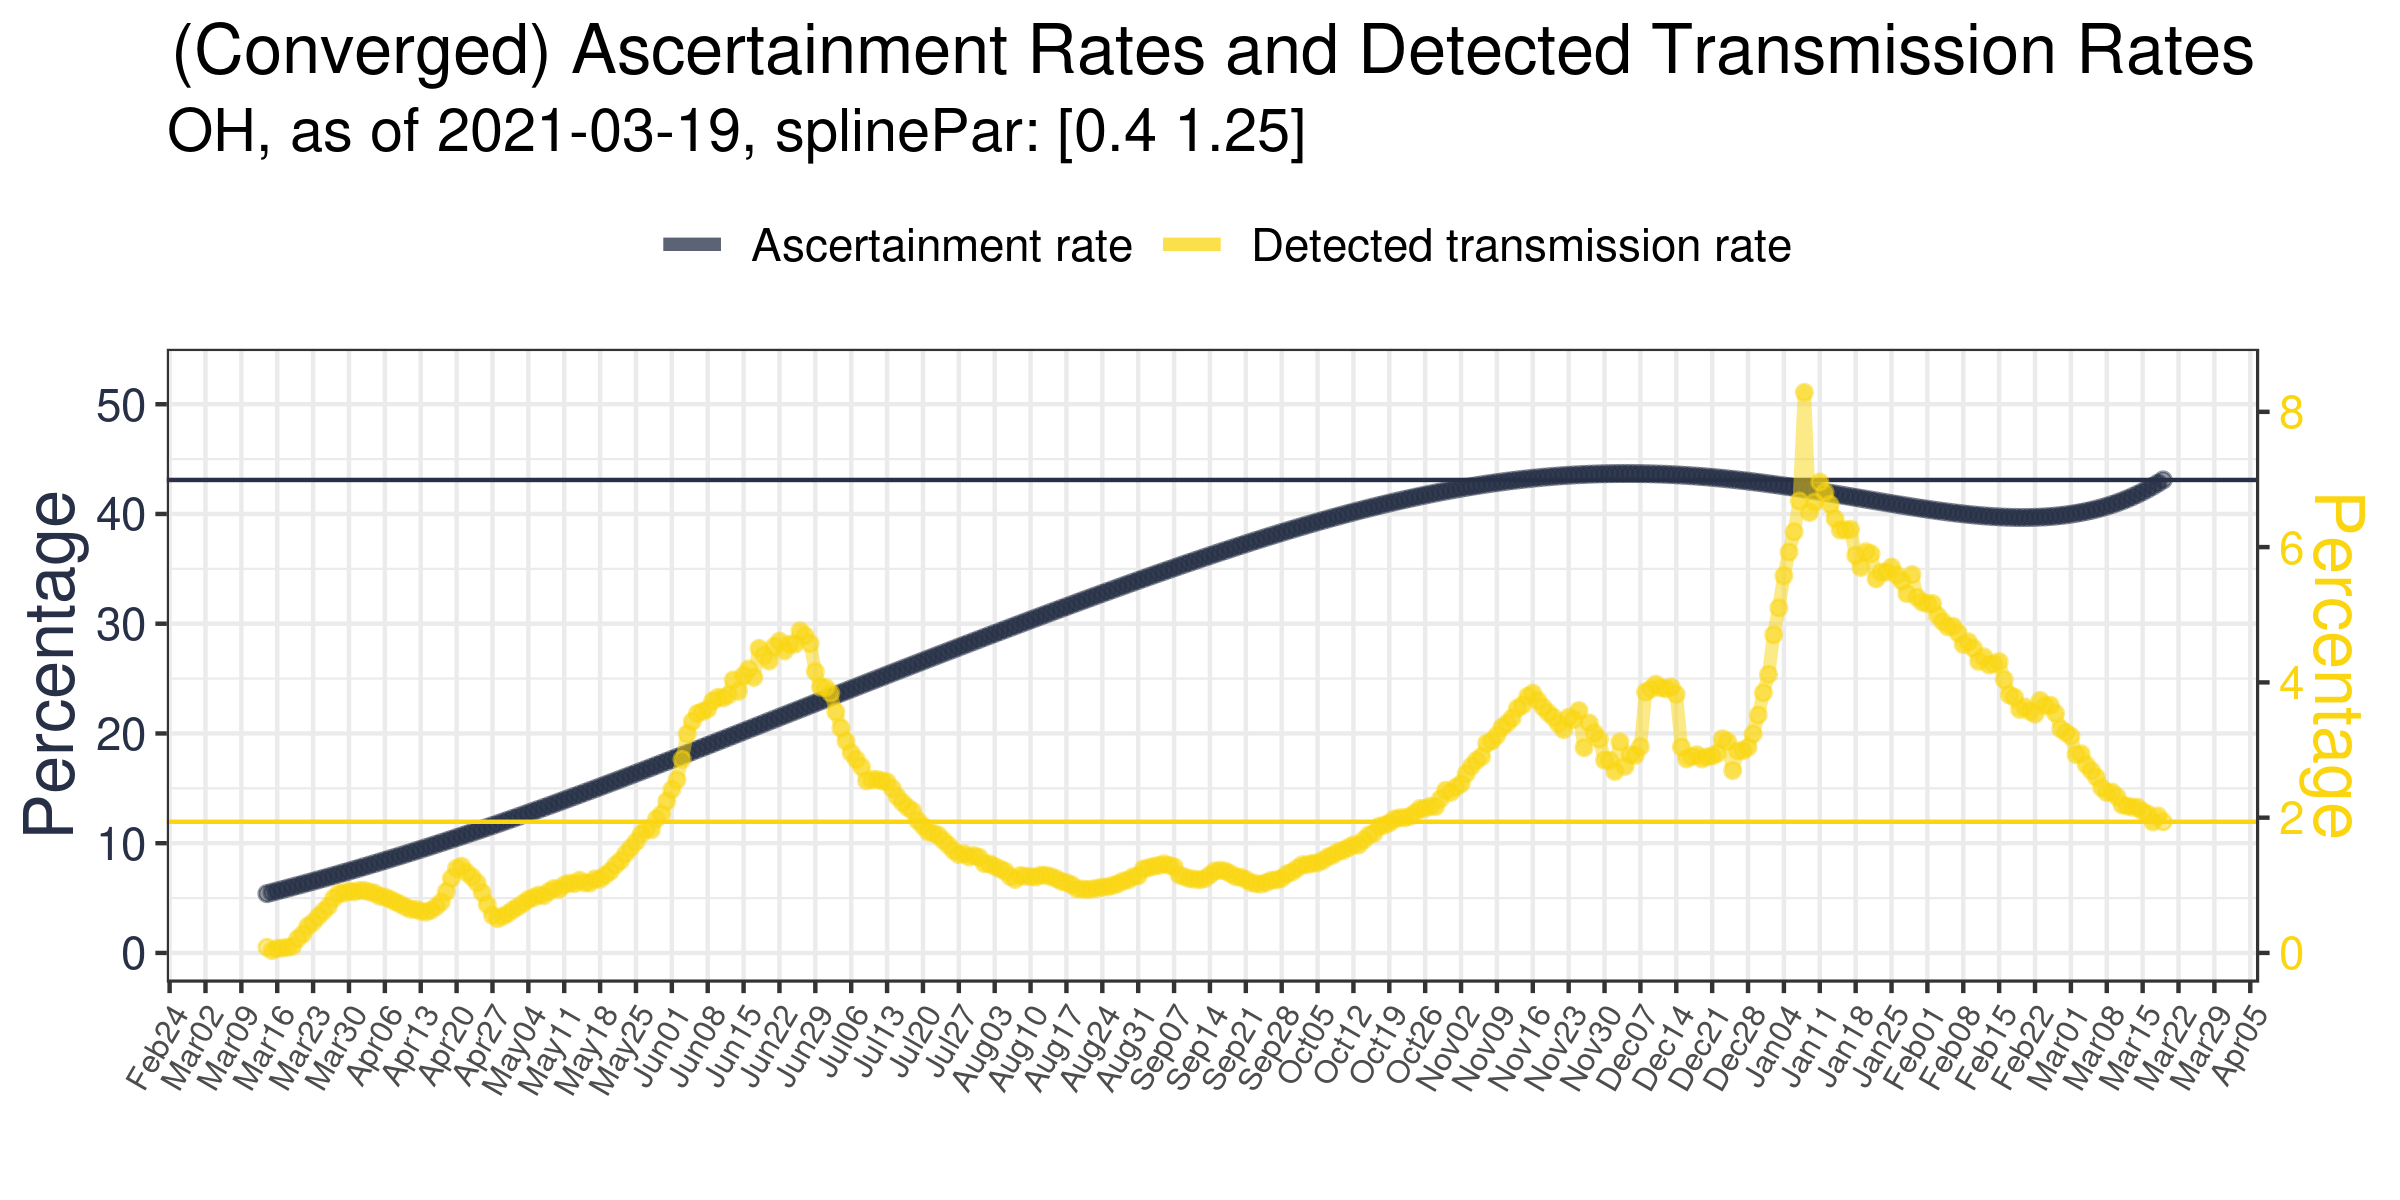 (Converged) Ascertainment Rates and Detected Transmission Rates
OH, as of 2021-03-19, splinePar: [0.4 1.25]
Ascertainment rate
Detected transmission rate
Percentage
50
40
30
20
10
0
8
6
4
2
0
Percentage
Feb24
Mar02
Mar09
Mar16
Mar23
Mar30
Apr06
Apr13
Apr20
Apr27
May04
May11
May18
May25
Jun01
Jun08
Jun15
Jun22
Jun29
Jul06
Jul13
Jul20
Jul27
Aug03
Aug10
Aug17
Aug24
Aug31
Sep07
Sep14
Sep21
Sep28
Oct05
Oct12
Oct19
Oct26
Nov02
Nov09
Nov16
Nov23
Nov30
Dec07
Dec14
Dec21
Dec28
Jan04
Jan11
Jan18
Jan25
Feb01
Feb08
Feb15
Feb22
Mar01
Mar08
Mar15
Mar22
Mar29
Apr05